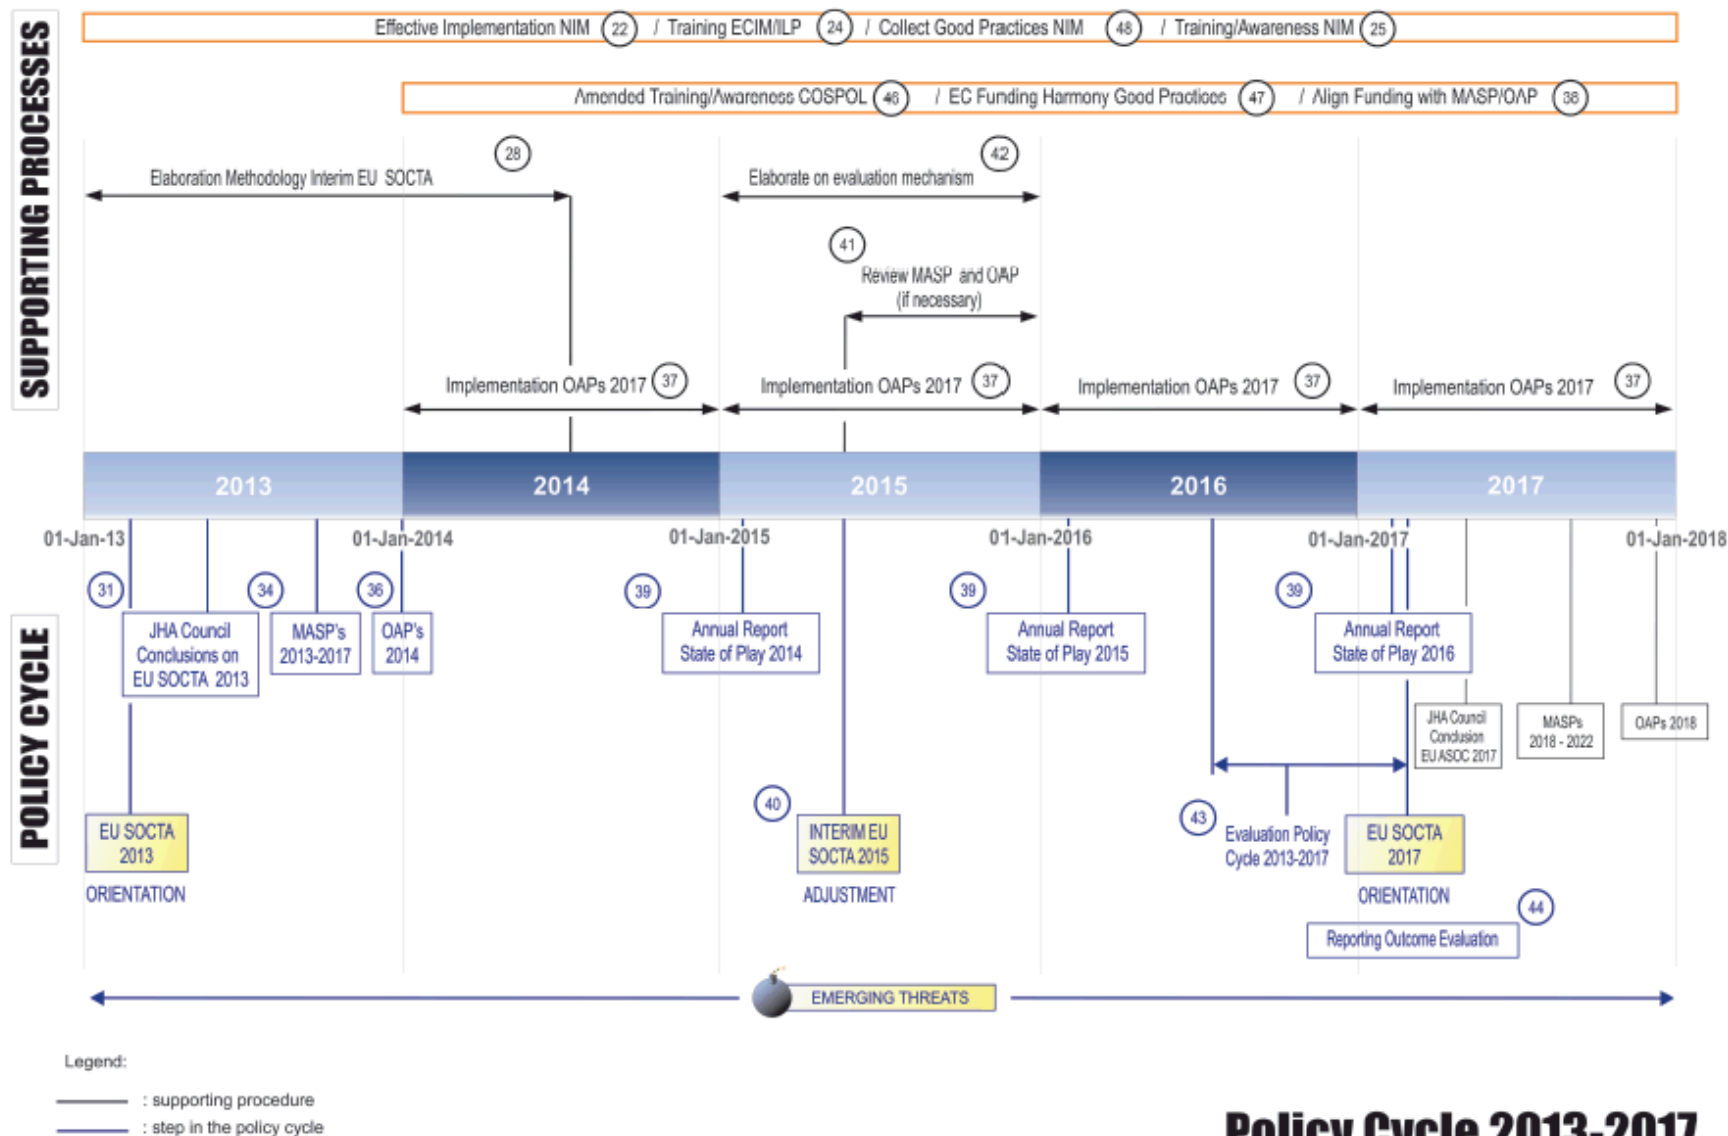 SUPPORTING PROCESSES
Effective Implementation NIM 22 / Training ECIM/ILP 24 / Collect Good Practices NIM 48 / Training/Awareness NIM 25
Amended Training/Awareness COSPOL 46 / EC Funding Harmony Good Practices 47 / Align Funding with MASP/OAP 38
28
42
Elaboration Methodology Interim EU SOCTA
Elaborate on evaluation mechanism
41
Review MASP and OAP
(if necessary)
Implementation OAPs 2017 37
Implementation OAPs 2017 37
Implementation OAPs 2017 37
Implementation OAPs 2017 37
2013
2014
2015
2016
2017
01-Jan-13
01-Jan-2014
01-Jan-2015
01-Jan-2016
01-Jan-2017
01-Jan-2018
POLICY CYCLE
31
34
36
39
39
39
JHA Council
Conclusions on
EU SOCTA 2013
MASP's
2013-2017
OAP's
2014
Annual Report
State of Play 2014
Annual Report
State of Play 2015
Annual Report
State of Play 2016
JHA Council
Conclusion
EU ASOC 2017
MASPs
2018 - 2022
OAPs 2018
EU SOCTA
2013
ORIENTATION
40
INTERIM EU
SOCTA 2015
ADJUSTMENT
43
Evaluation Policy
Cycle 2013-2017
EU SOCTA
2017
ORIENTATION
44
Reporting Outcome Evaluation
EMERGING THREATS
Legend:
: supporting procedure
: step in the policy cycle
Policy Cycle 2013-2017